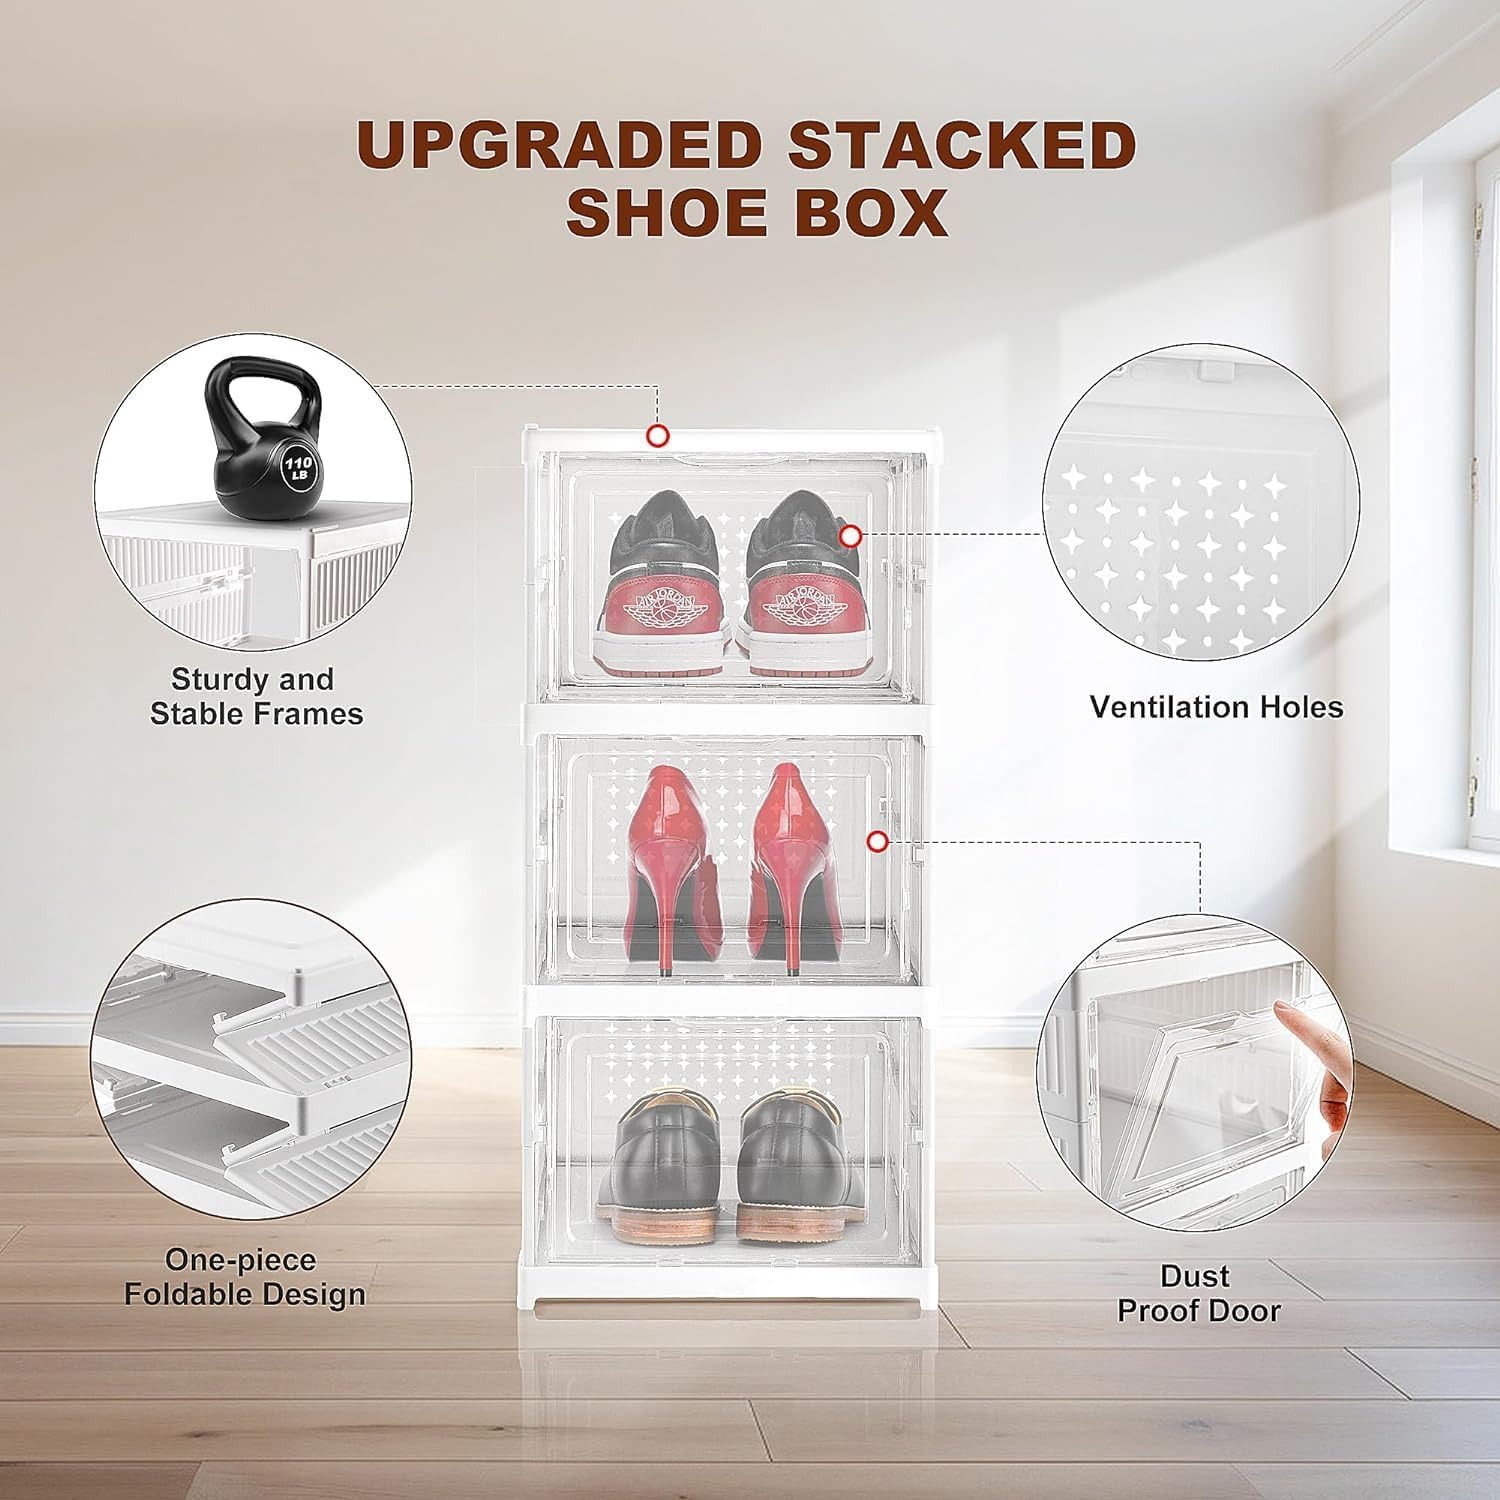 UPGRADED STACKED
SHOE BOX
110
LB
Sturdy and
Stable Frames
AIR JORDAN
AIR JORDAN
Ventilation Holes
One-piece
Foldable Design
Dust
Proof Door